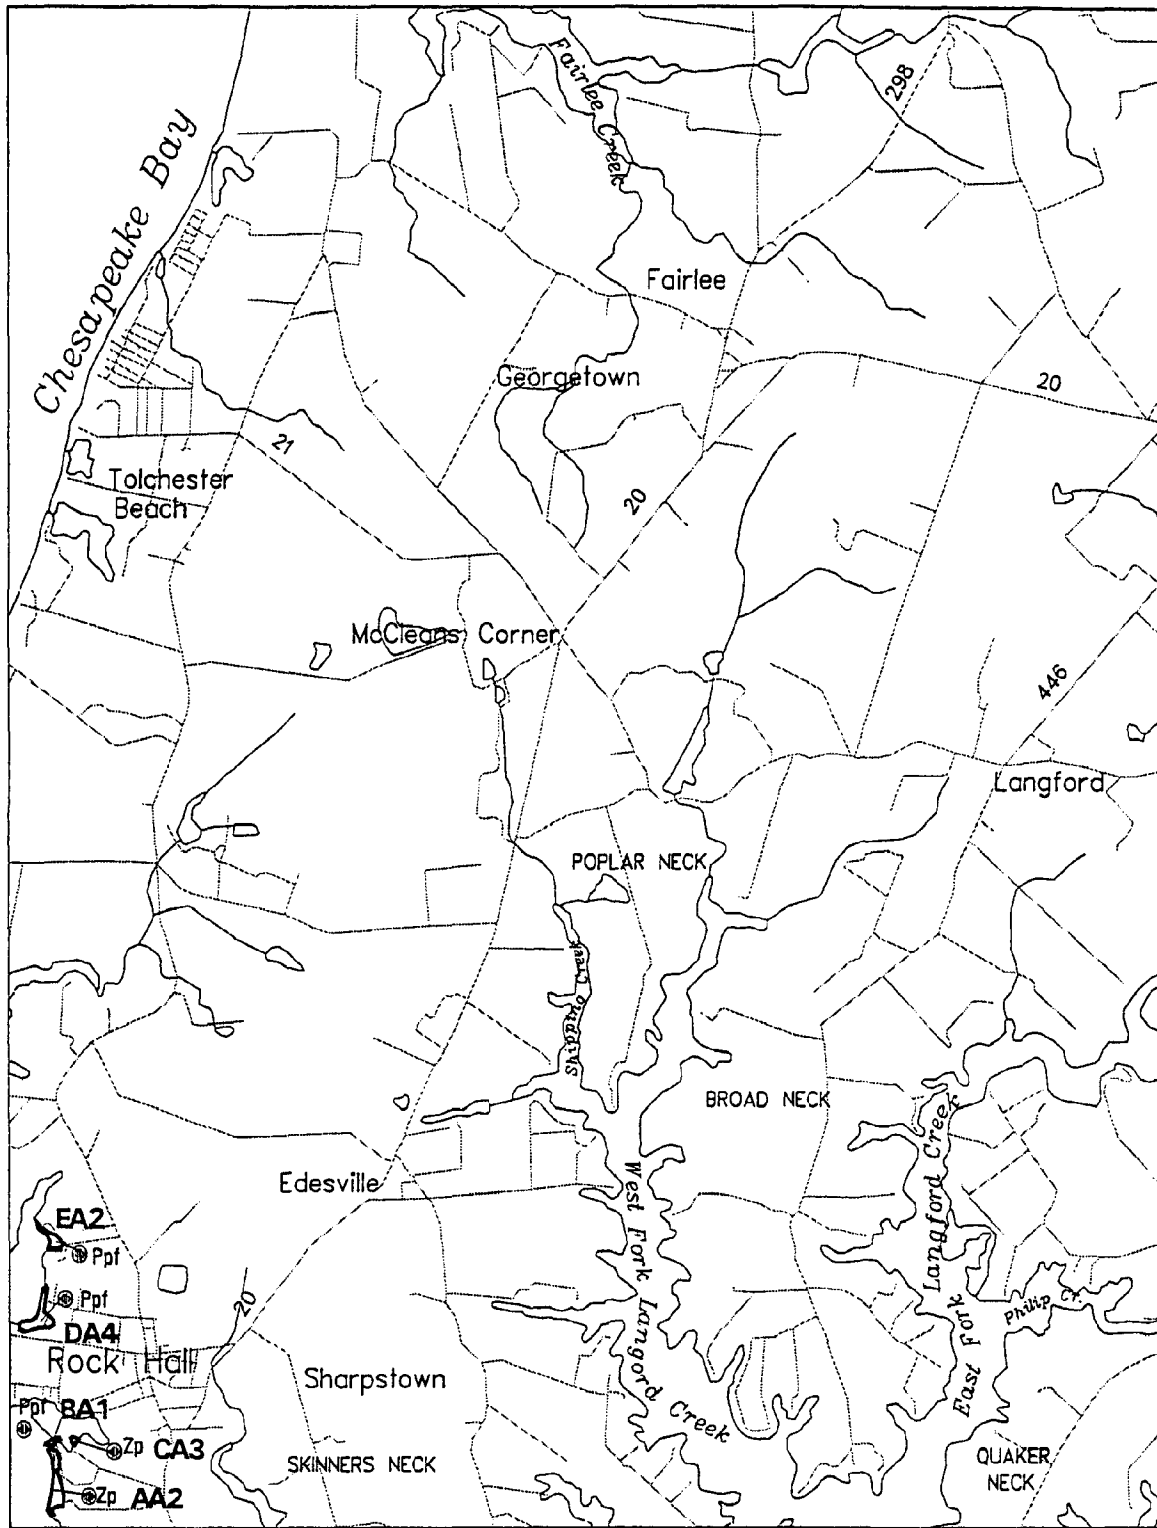 Fairlee Creek
298
Chesapeake Bay
Fairlee
Georgetown
20
21
Tolchester
Beach
20
McCleans Corner
446
Langford
POPLAR NECK
Shipping Creek
BROAD NECK
Langford Creek
East Fork
West Fork Langord Creek
Edesville
EA2
Ppf
Philip Cr.
Ppf
DA4
20
Rock Hall
Sharpstown
Ppf
BA1
Zp
CA3
SKINNERS NECK
QUAKER
NECK
Zp
AA2